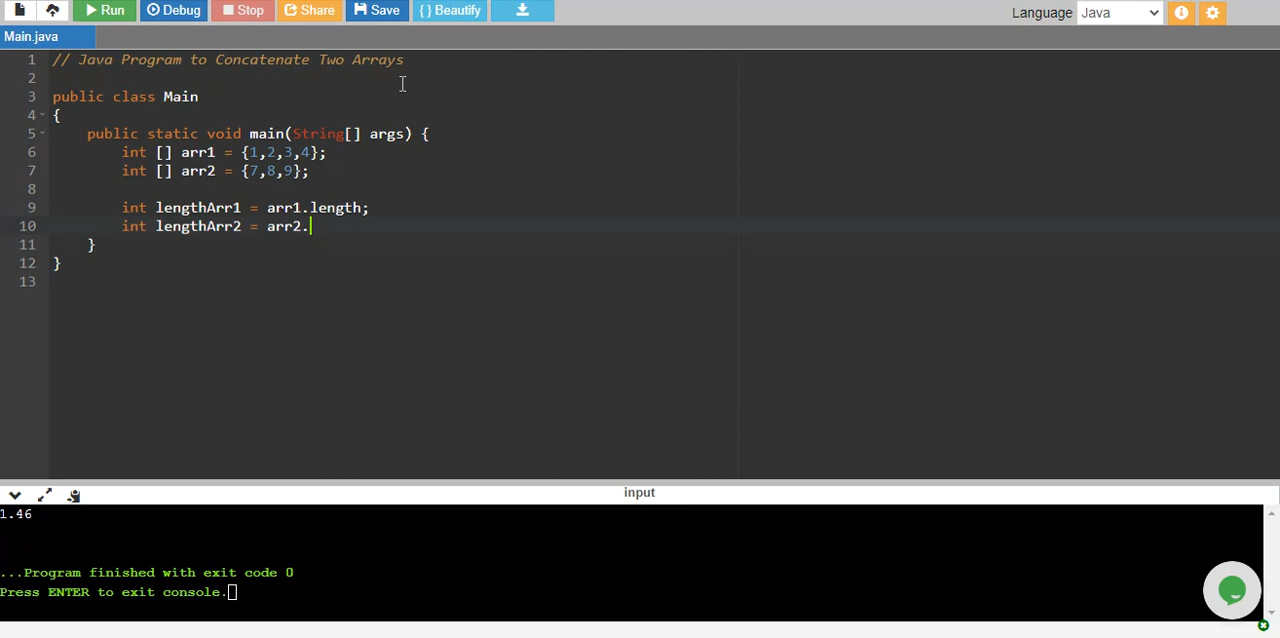 Run Debug Stop Share Save { } Beautify Language Java
Main.java
1 // Java Program to Concatenate Two Arrays
2
3 public class Main
4 {
5 public static void main(String[] args) {
6 int [] arr1 = {1,2,3,4};
7 int [] arr2 = {7,8,9};
8
9 int lengthArr1 = arr1.length;
10 int lengthArr2 = arr2.
11 }
12 }
13
input
1.46
...Program finished with exit code 0
Press ENTER to exit console.